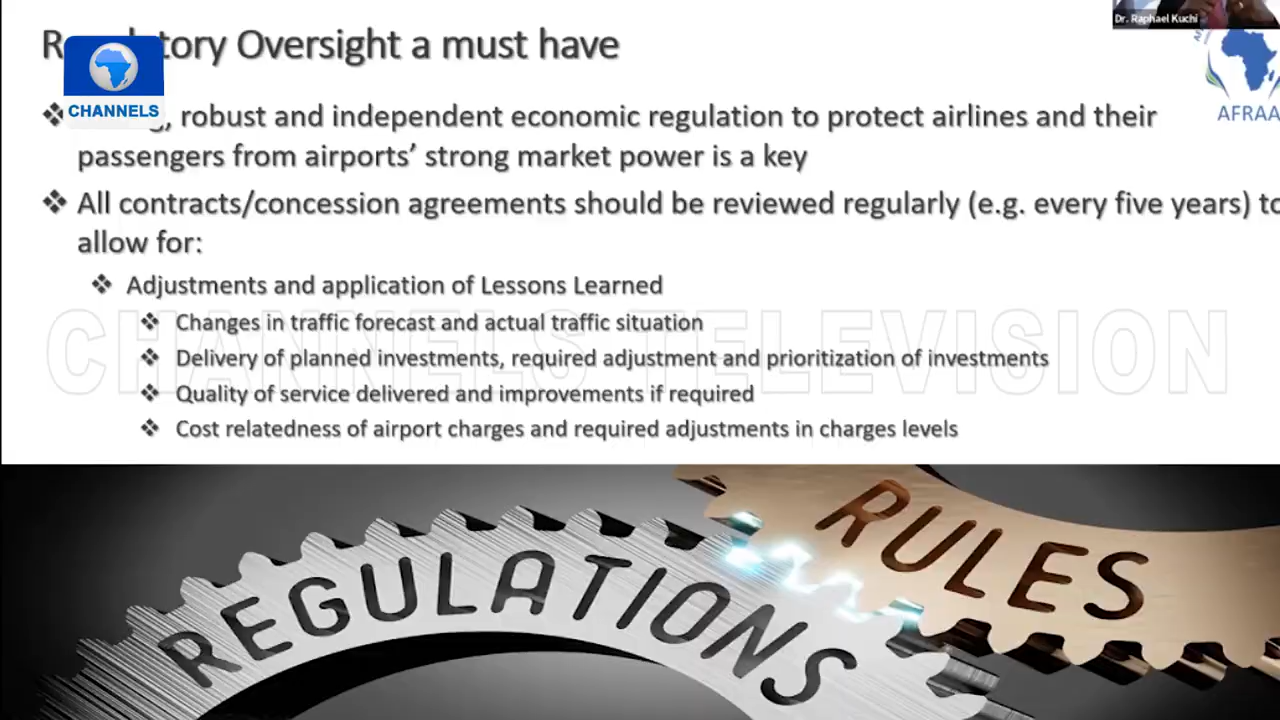 Dr. Raphael Kuchi
Regulatory Oversight a must have
CHANNELS
AFRAA
robust and independent economic regulation to protect airlines and their
passengers from airports’ strong market power is a key
All contracts/concession agreements should be reviewed regularly (e.g. every five years) to
allow for:
Adjustments and application of Lessons Learned
Changes in traffic forecast and actual traffic situation
Delivery of planned investments, required adjustment and prioritization of investments
Quality of service delivered and improvements if required
Cost relatedness of airport charges and required adjustments in charges levels
CHANNELS TELEVISION
RULES
REGULATIONS